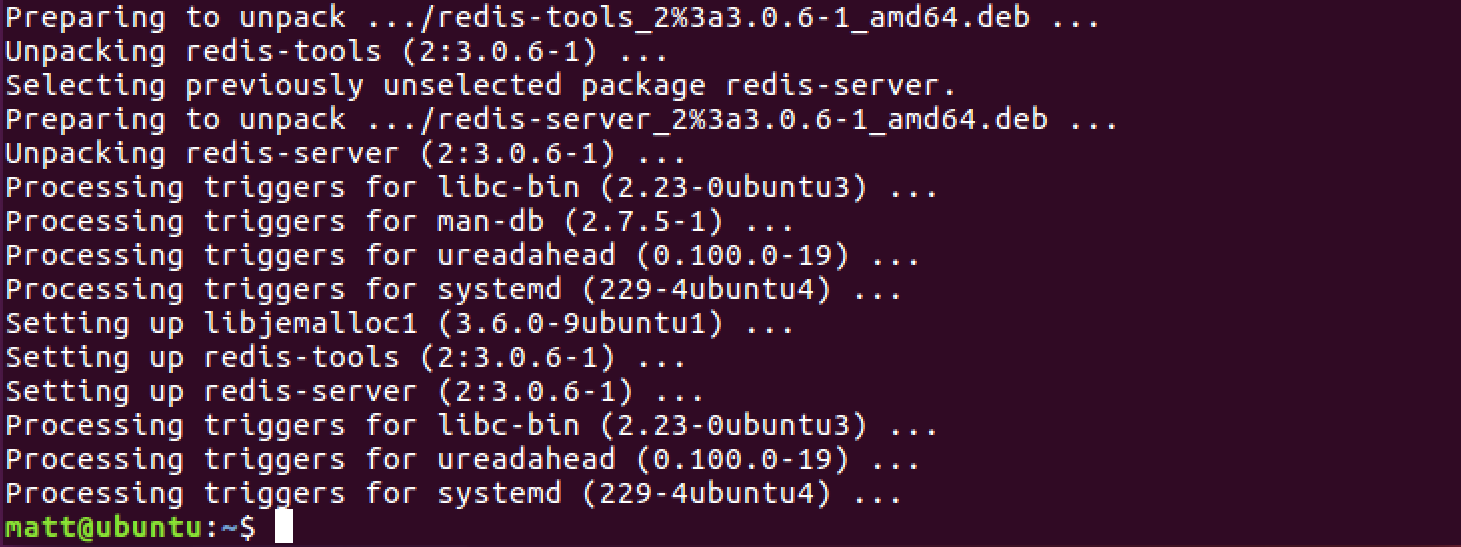 Preparing to unpack .../redis-tools_2%3a3.0.6-1_amd64.deb ...
Unpacking redis-tools (2:3.0.6-1) ...
Selecting previously unselected package redis-server.
Preparing to unpack .../redis-server_2%3a3.0.6-1_amd64.deb ...
Unpacking redis-server (2:3.0.6-1) ...
Processing triggers for libc-bin (2.23-0ubuntu3) ...
Processing triggers for man-db (2.7.5-1) ...
Processing triggers for ureadahead (0.100.0-19) ...
Processing triggers for systemd (229-4ubuntu4) ...
Setting up libjemalloc1 (3.6.0-9ubuntu1) ...
Setting up redis-tools (2:3.0.6-1) ...
Setting up redis-server (2:3.0.6-1) ...
Processing triggers for libc-bin (2.23-0ubuntu3) ...
Processing triggers for ureadahead (0.100.0-19) ...
Processing triggers for systemd (229-4ubuntu4) ...
matt@ubuntu:~$